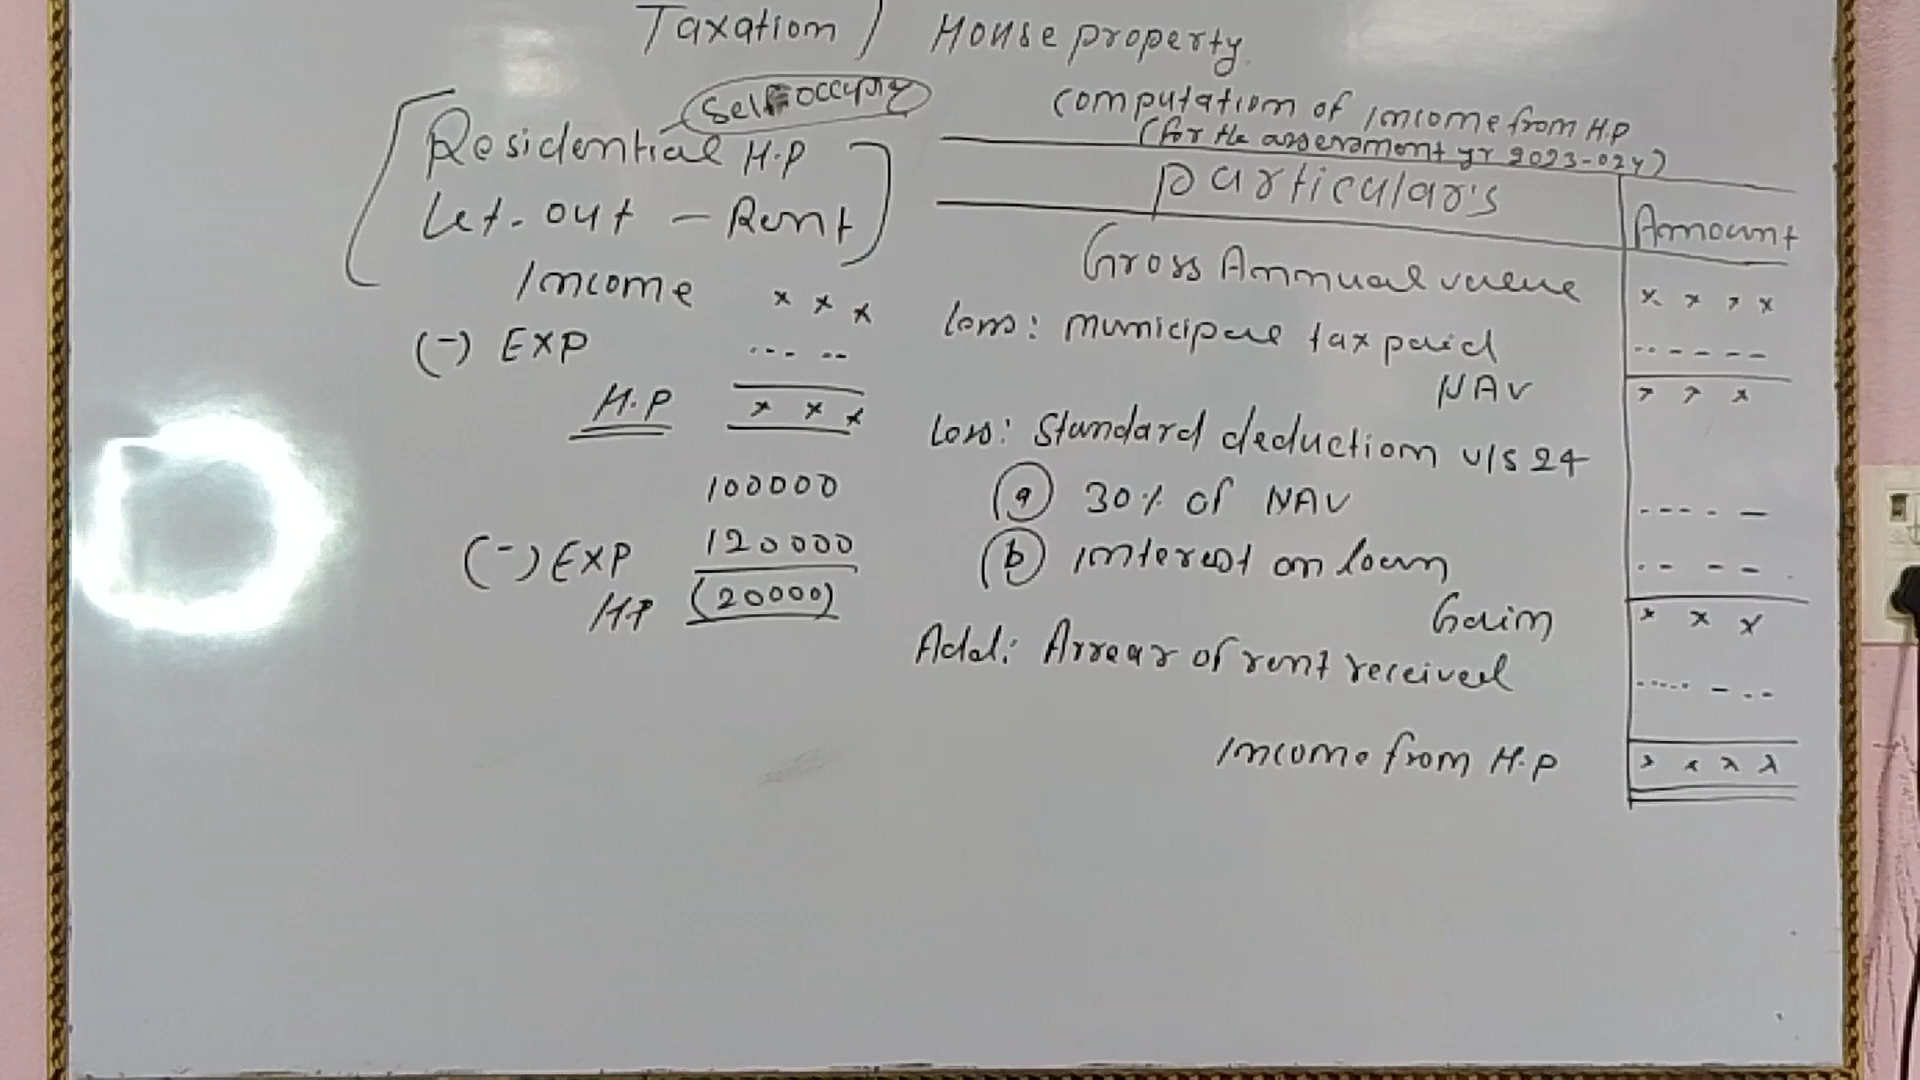 Taxation / House property.
Self-occupy
Residential H.P
Let-out - Rent
Income x x x
(-) EXP --- --
H.P x x x
100000
(-) EXP 120000
HP (20000)
Computation of Income from H.P
(for the assessment yr 2023-024)
Particular's Amount
Gross Annual value x x x x
Less: Municipal tax paid ------
NAV x x x
Less: Standard deduction u/s 24
(a) 30% of NAV -----
(b) interest on loan -- -- .
Gain x x x
Add: Arrear of rent received ----- - --
Income from H.P x x x x